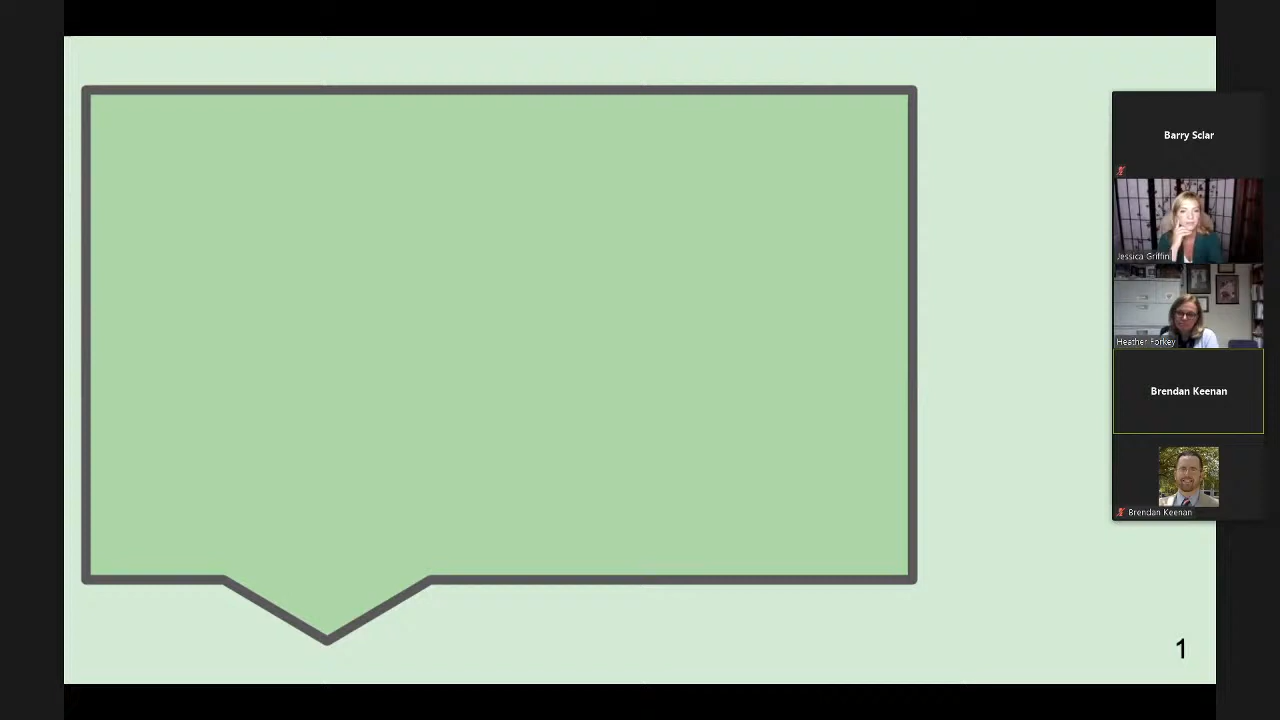 Barry Sclar
Jessica Griffin
Heather Forkey
Brendan Keenan
Brendan Keenan
1